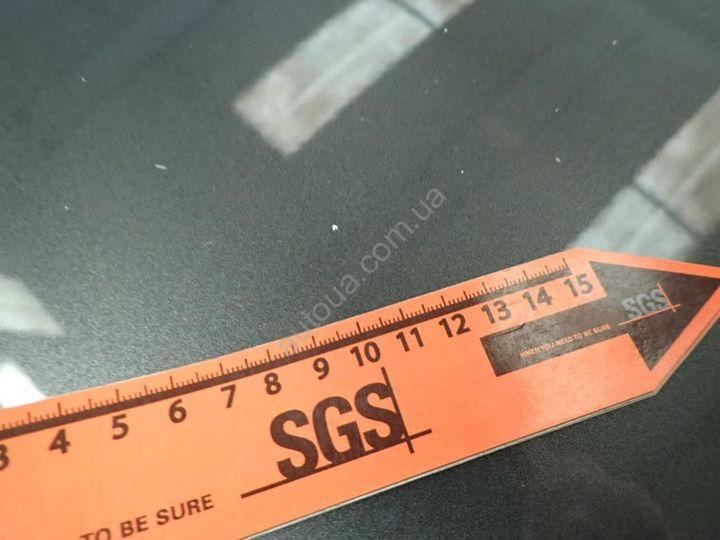 autoua.com.ua
3 4 5 6 7 8 9 10 11 12 13 14 15
WHEN YOU NEED TO BE SURE
SGS
SGS
TO BE SURE